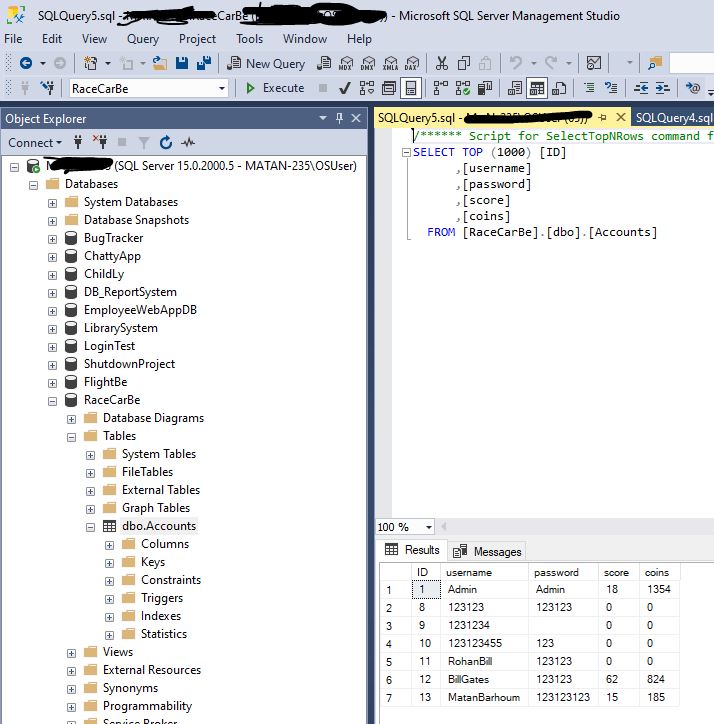 SQLQuery5.sql - RaceCarBe - Microsoft SQL Server Management Studio
File Edit View Query Project Tools Window Help
New Query MDX DMX XMLA DAX
RaceCarBe Execute
Object Explorer
SQLQuery5.sql - SQLQuery4.sql
Connect
(SQL Server 15.0.2000.5 - MATAN-235\OSUser)
Databases
System Databases
Database Snapshots
BugTracker
ChattyApp
ChildLy
DB_ReportSystem
EmployeeWebAppDB
LibrarySystem
LoginTest
ShutdownProject
FlightBe
RaceCarBe
Database Diagrams
Tables
System Tables
FileTables
External Tables
Graph Tables
dbo.Accounts
Columns
Keys
Constraints
Triggers
Indexes
Statistics
Views
External Resources
Synonyms
Programmability
Service Broker
/****** Script for SelectTopNRows command f
SELECT TOP (1000) [ID]
,[username]
,[password]
,[score]
,[coins]
FROM [RaceCarBe].[dbo].[Accounts]
100 %
Results Messages
ID username password score coins
1 1 Admin Admin 18 1354
2 8 123123 123123 0 0
3 9 1231234 0 0
4 10 123123455 123 0 0
5 11 RohanBill 123123 0 0
6 12 BillGates 123123 62 824
7 13 MatanBarhoum 123123123 15 185